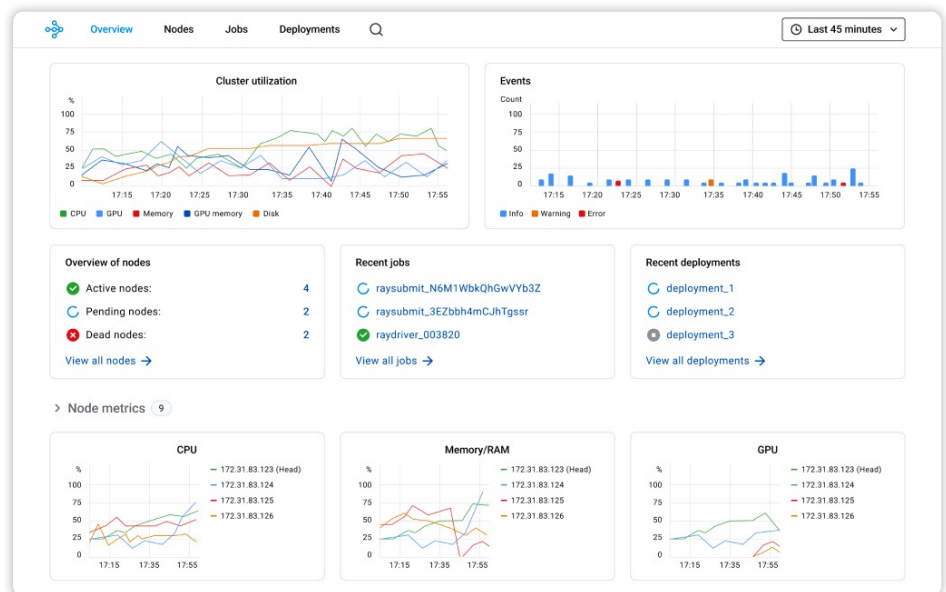 Overview Nodes Jobs Deployments Last 45 minutes
Cluster utilization
%
100
75
50
25
0
17:15 17:20 17:25 17:30 17:35 17:40 17:45 17:50 17:55
CPU GPU Memory GPU memory Disk
Events
Count
100
75
50
25
0
17:15 17:20 17:25 17:30 17:35 17:40 17:45 17:50 17:55
Info Warning Error
Overview of nodes
Active nodes: 4
Pending nodes: 2
Dead nodes: 2
View all nodes
Recent jobs
raysubmit_N6M1WbkQhGwVYb3Z
raysubmit_3EZbbh4mCJhTgssr
raydriver_003820
View all jobs
Recent deployments
deployment_1
deployment_2
deployment_3
View all deployments
Node metrics 9
CPU
%
100
75
50
25
0
17:15 17:35 17:55
172.31.83.123 (Head)
172.31.83.124
172.31.83.125
172.31.83.126
Memory/RAM
%
100
75
50
25
0
17:15 17:35 17:55
172.31.83.123 (Head)
172.31.83.124
172.31.83.125
172.31.83.126
GPU
%
100
75
50
25
0
17:15 17:35 17:55
172.31.83.123 (Head)
172.31.83.124
172.31.83.125
172.31.83.126